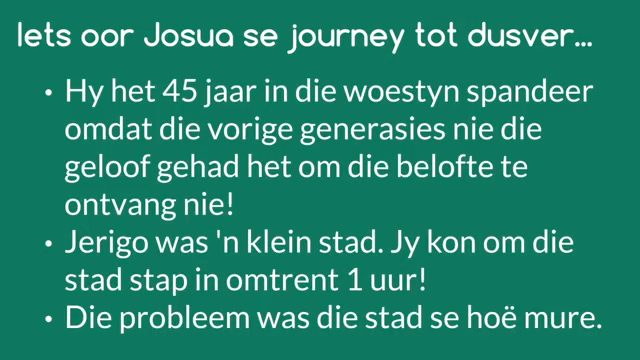 Iets oor Josua se journey tot dusver...
• Hy het 45 jaar in die woestyn spandeer
omdat die vorige generasies nie die
geloof gehad het om die belofte te
ontvang nie!
• Jerigo was 'n klein stad. Jy kon om die
stad stap in omtrent 1 uur!
• Die probleem was die stad se hoë mure.